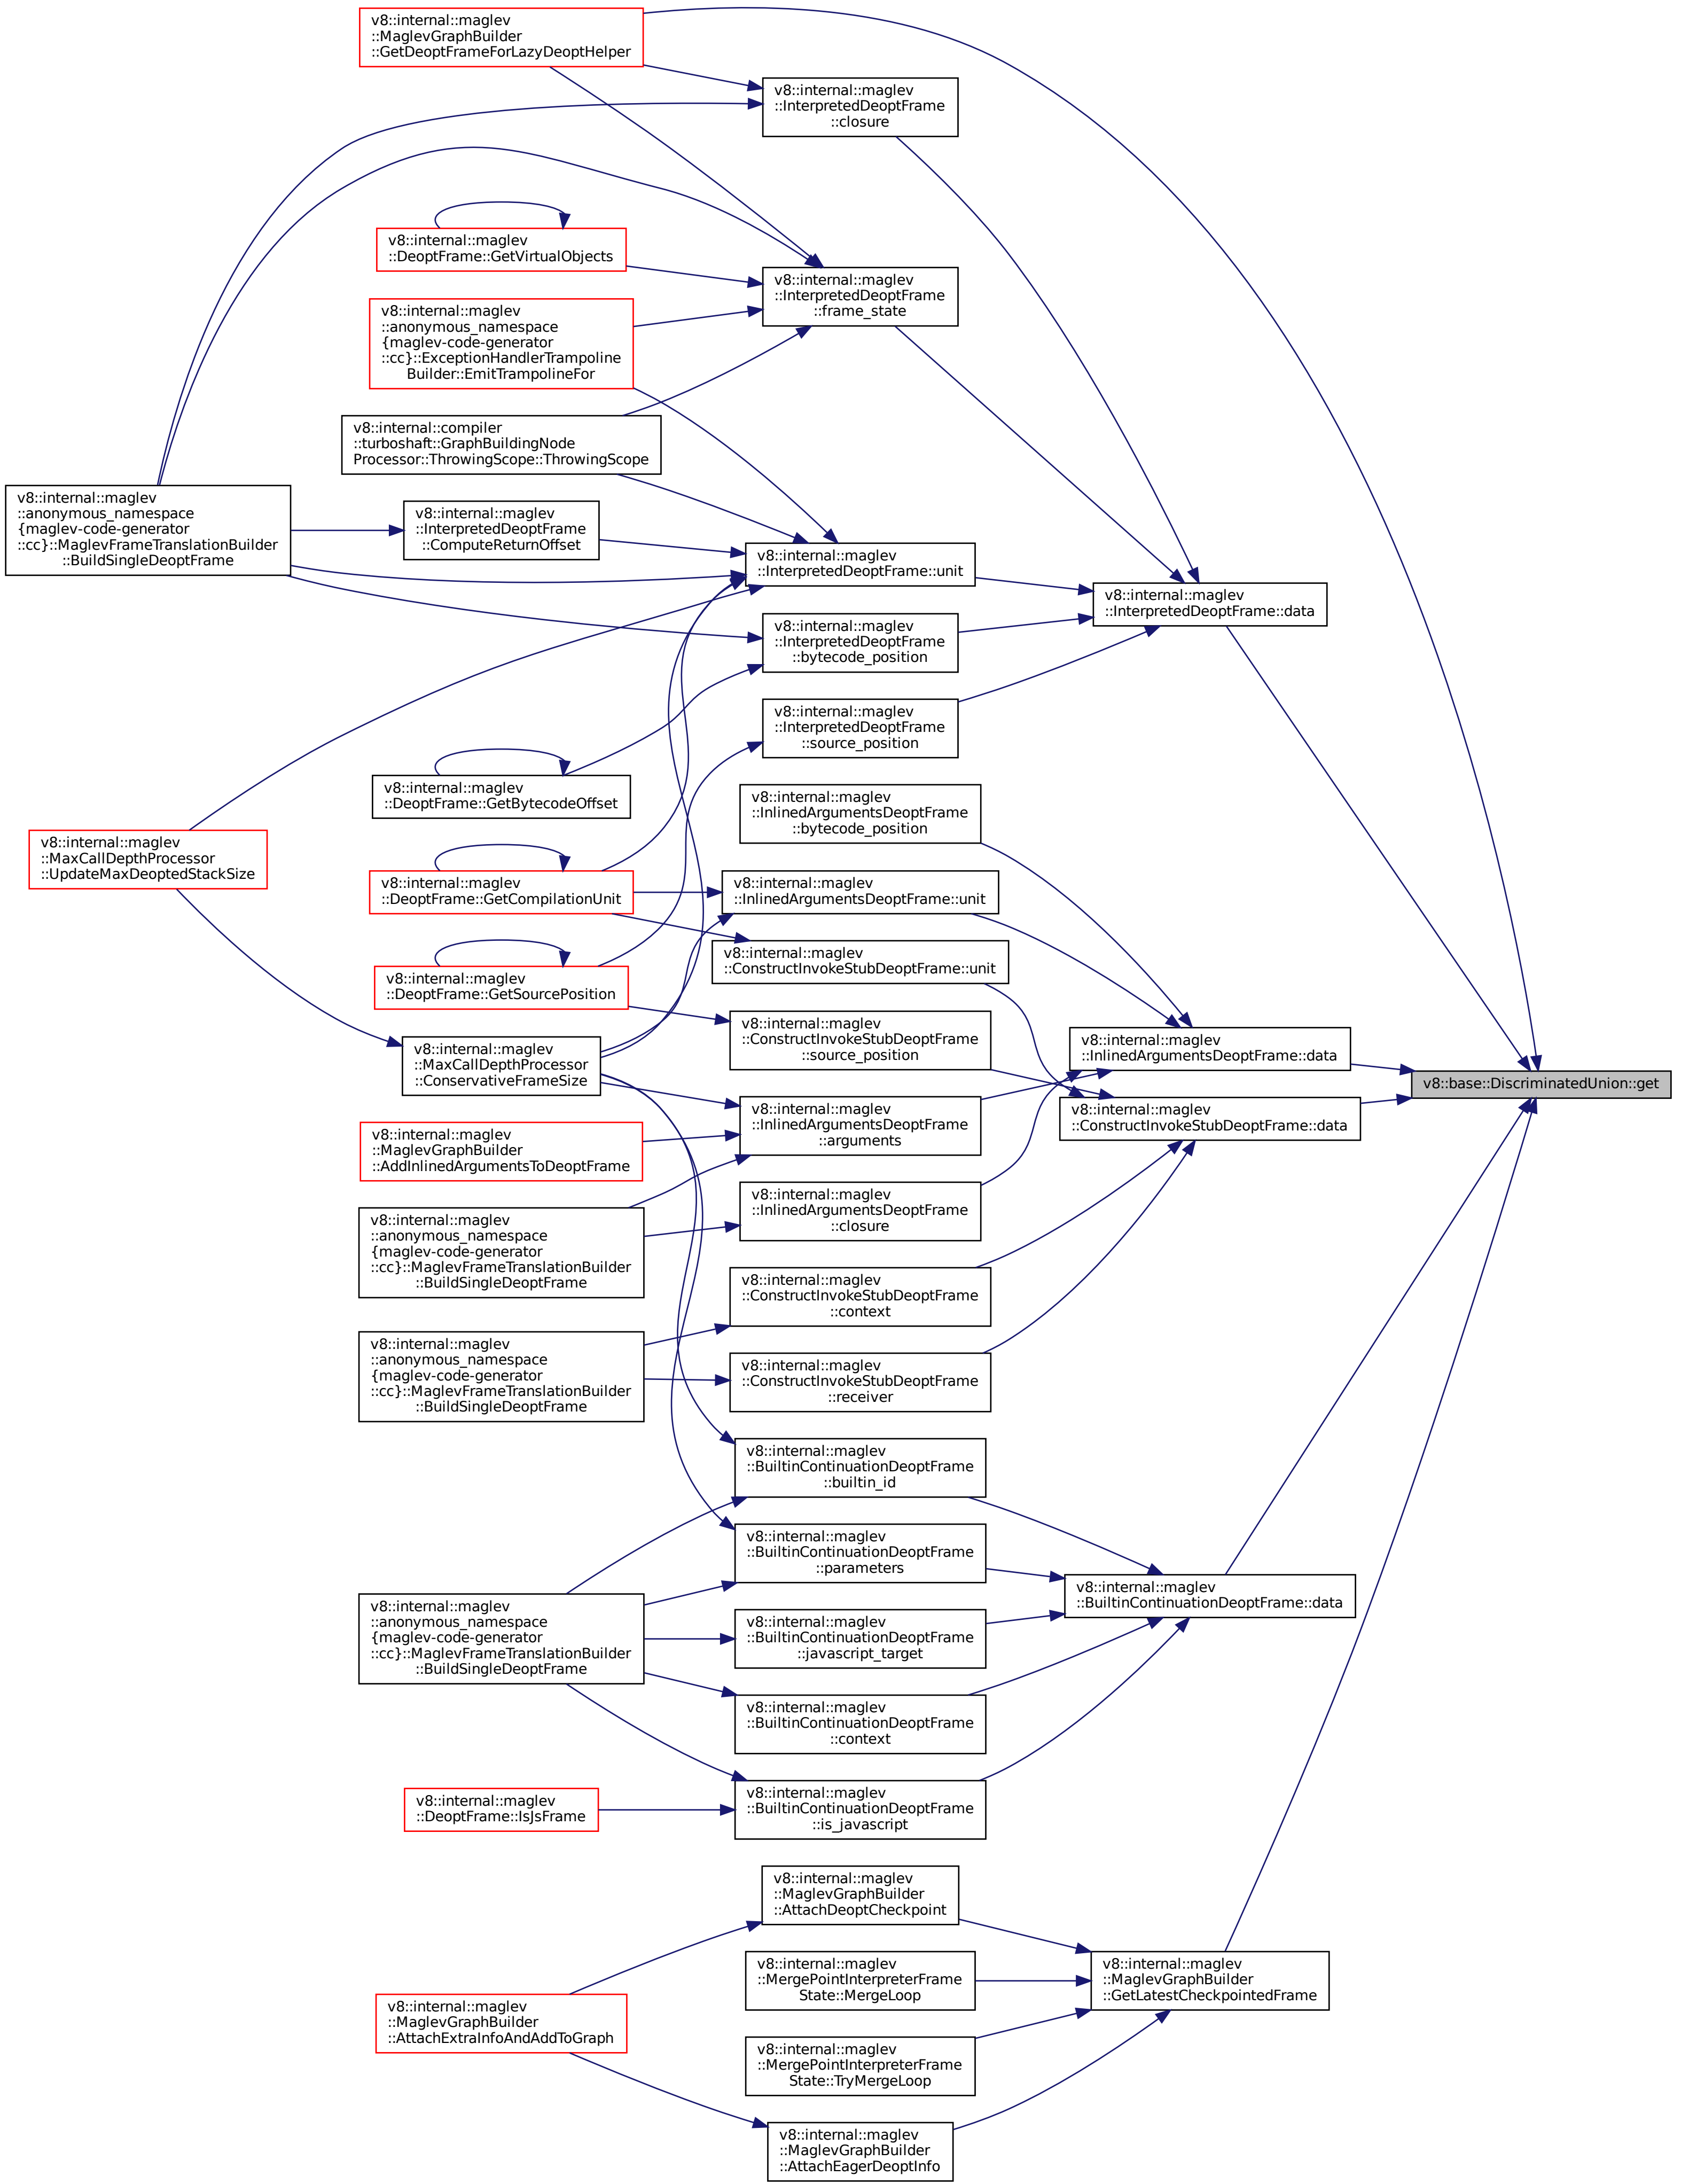 v8::internal::maglev
::MaglevGraphBuilder
::GetDeoptFrameForLazyDeoptHelper
v8::internal::maglev
::InterpretedDeoptFrame
::closure
v8::internal::maglev
::DeoptFrame::GetVirtualObjects
v8::internal::maglev
::InterpretedDeoptFrame
::frame_state
v8::internal::maglev
::anonymous_namespace
{maglev-code-generator
::cc}::ExceptionHandlerTrampoline
Builder::EmitTrampolineFor
v8::internal::compiler
::turboshaft::GraphBuildingNode
Processor::ThrowingScope::ThrowingScope
v8::internal::maglev
::anonymous_namespace
{maglev-code-generator
::cc}::MaglevFrameTranslationBuilder
::BuildSingleDeoptFrame
v8::internal::maglev
::InterpretedDeoptFrame
::ComputeReturnOffset
v8::internal::maglev
::InterpretedDeoptFrame::unit
v8::internal::maglev
::InterpretedDeoptFrame::data
v8::internal::maglev
::InterpretedDeoptFrame
::bytecode_position
v8::internal::maglev
::InterpretedDeoptFrame
::source_position
v8::internal::maglev
::DeoptFrame::GetBytecodeOffset
v8::internal::maglev
::InlinedArgumentsDeoptFrame
::bytecode_position
v8::internal::maglev
::MaxCallDepthProcessor
::UpdateMaxDeoptedStackSize
v8::internal::maglev
::DeoptFrame::GetCompilationUnit
v8::internal::maglev
::InlinedArgumentsDeoptFrame::unit
v8::internal::maglev
::ConstructInvokeStubDeoptFrame::unit
v8::internal::maglev
::DeoptFrame::GetSourcePosition
v8::internal::maglev
::ConstructInvokeStubDeoptFrame
::source_position
v8::internal::maglev
::InlinedArgumentsDeoptFrame::data
v8::internal::maglev
::MaxCallDepthProcessor
::ConservativeFrameSize
v8::base::DiscriminatedUnion::get
v8::internal::maglev
::ConstructInvokeStubDeoptFrame::data
v8::internal::maglev
::InlinedArgumentsDeoptFrame
::arguments
v8::internal::maglev
::MaglevGraphBuilder
::AddInlinedArgumentsToDeoptFrame
v8::internal::maglev
::InlinedArgumentsDeoptFrame
::closure
v8::internal::maglev
::anonymous_namespace
{maglev-code-generator
::cc}::MaglevFrameTranslationBuilder
::BuildSingleDeoptFrame
v8::internal::maglev
::ConstructInvokeStubDeoptFrame
::context
v8::internal::maglev
::anonymous_namespace
{maglev-code-generator
::cc}::MaglevFrameTranslationBuilder
::BuildSingleDeoptFrame
v8::internal::maglev
::ConstructInvokeStubDeoptFrame
::receiver
v8::internal::maglev
::BuiltinContinuationDeoptFrame
::builtin_id
v8::internal::maglev
::BuiltinContinuationDeoptFrame
::parameters
v8::internal::maglev
::BuiltinContinuationDeoptFrame::data
v8::internal::maglev
::anonymous_namespace
{maglev-code-generator
::cc}::MaglevFrameTranslationBuilder
::BuildSingleDeoptFrame
v8::internal::maglev
::BuiltinContinuationDeoptFrame
::javascript_target
v8::internal::maglev
::BuiltinContinuationDeoptFrame
::context
v8::internal::maglev
::DeoptFrame::IsJsFrame
v8::internal::maglev
::BuiltinContinuationDeoptFrame
::is_javascript
v8::internal::maglev
::MaglevGraphBuilder
::AttachDeoptCheckpoint
v8::internal::maglev
::MergePointInterpreterFrame
State::MergeLoop
v8::internal::maglev
::MaglevGraphBuilder
::GetLatestCheckpointedFrame
v8::internal::maglev
::MaglevGraphBuilder
::AttachExtraInfoAndAddToGraph
v8::internal::maglev
::MergePointInterpreterFrame
State::TryMergeLoop
v8::internal::maglev
::MaglevGraphBuilder
::AttachEagerDeoptInfo